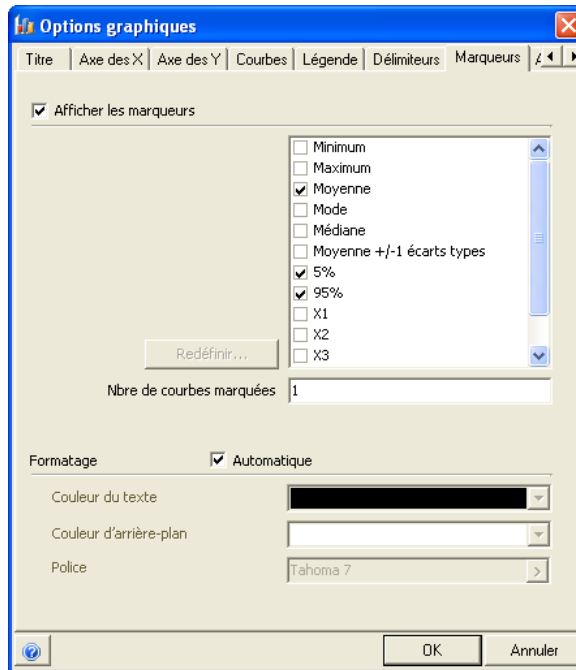 Options graphiques
Titre Axe des X Axe des Y Courbes Légende Délimiteurs Marqueurs
Afficher les marqueurs
Minimum
Maximum
Moyenne
Mode
Médiane
Moyenne +/-1 écarts types
5%
95%
X1
X2
X3
Redéfinir...
Nbre de courbes marquées 1
Formatage Automatique
Couleur du texte
Couleur d'arrière-plan
Police Tahoma 7
OK Annuler